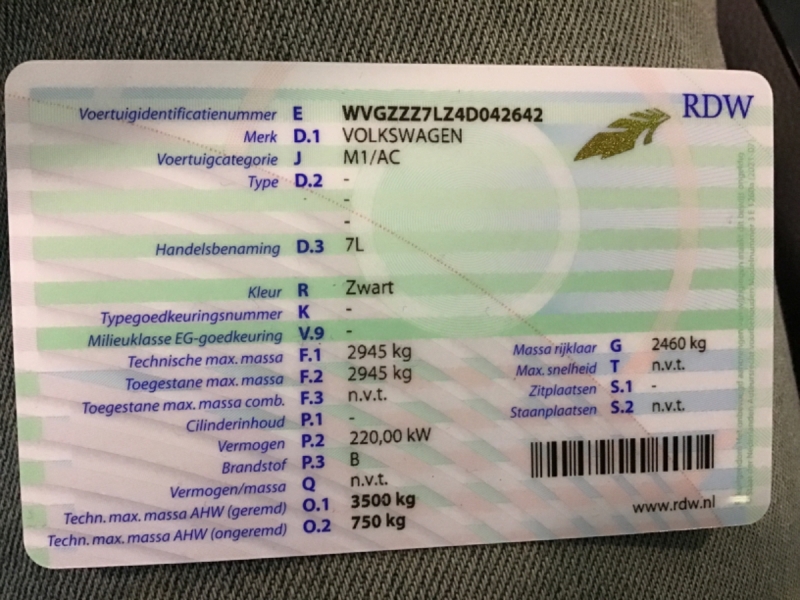 RDW
Voertuigidentificatienummer E WVGZZZ7LZ4D042642
Merk D.1 VOLKSWAGEN
Voertuigcategorie J M1/AC
Type D.2 -
-
-
Handelsbenaming D.3 7L
Kleur R Zwart
Typegoedkeuringsnummer K -
Milieuklasse EG-goedkeuring V.9 -
Technische max. massa F.1 2945 kg
Toegestane max. massa F.2 2945 kg
Toegestane max. massa comb. F.3 n.v.t.
Cilinderinhoud P.1 -
Vermogen P.2 220,00 kW
Brandstof P.3 B
Vermogen/massa Q n.v.t.
Techn. max. massa AHW (geremd) O.1 3500 kg
Techn. max. massa AHW (ongeremd) O.2 750 kg
Massa rijklaar G 2460 kg
Max. snelheid T n.v.t.
Zitplaatsen S.1 -
Staanplaatsen S.2 n.v.t.
www.rdw.nl